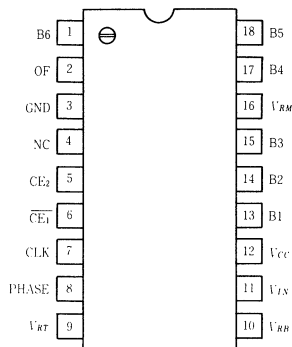 B6 1 18 B5
OF 2 17 B4
GND 3 16 VRM
NC 4 15 B3
CE2 5 14 B2
C̅E̅1̅ 6 13 B1
CLK 7 12 VCC
PHASE 8 11 VIN
VRT 9 10 VRB